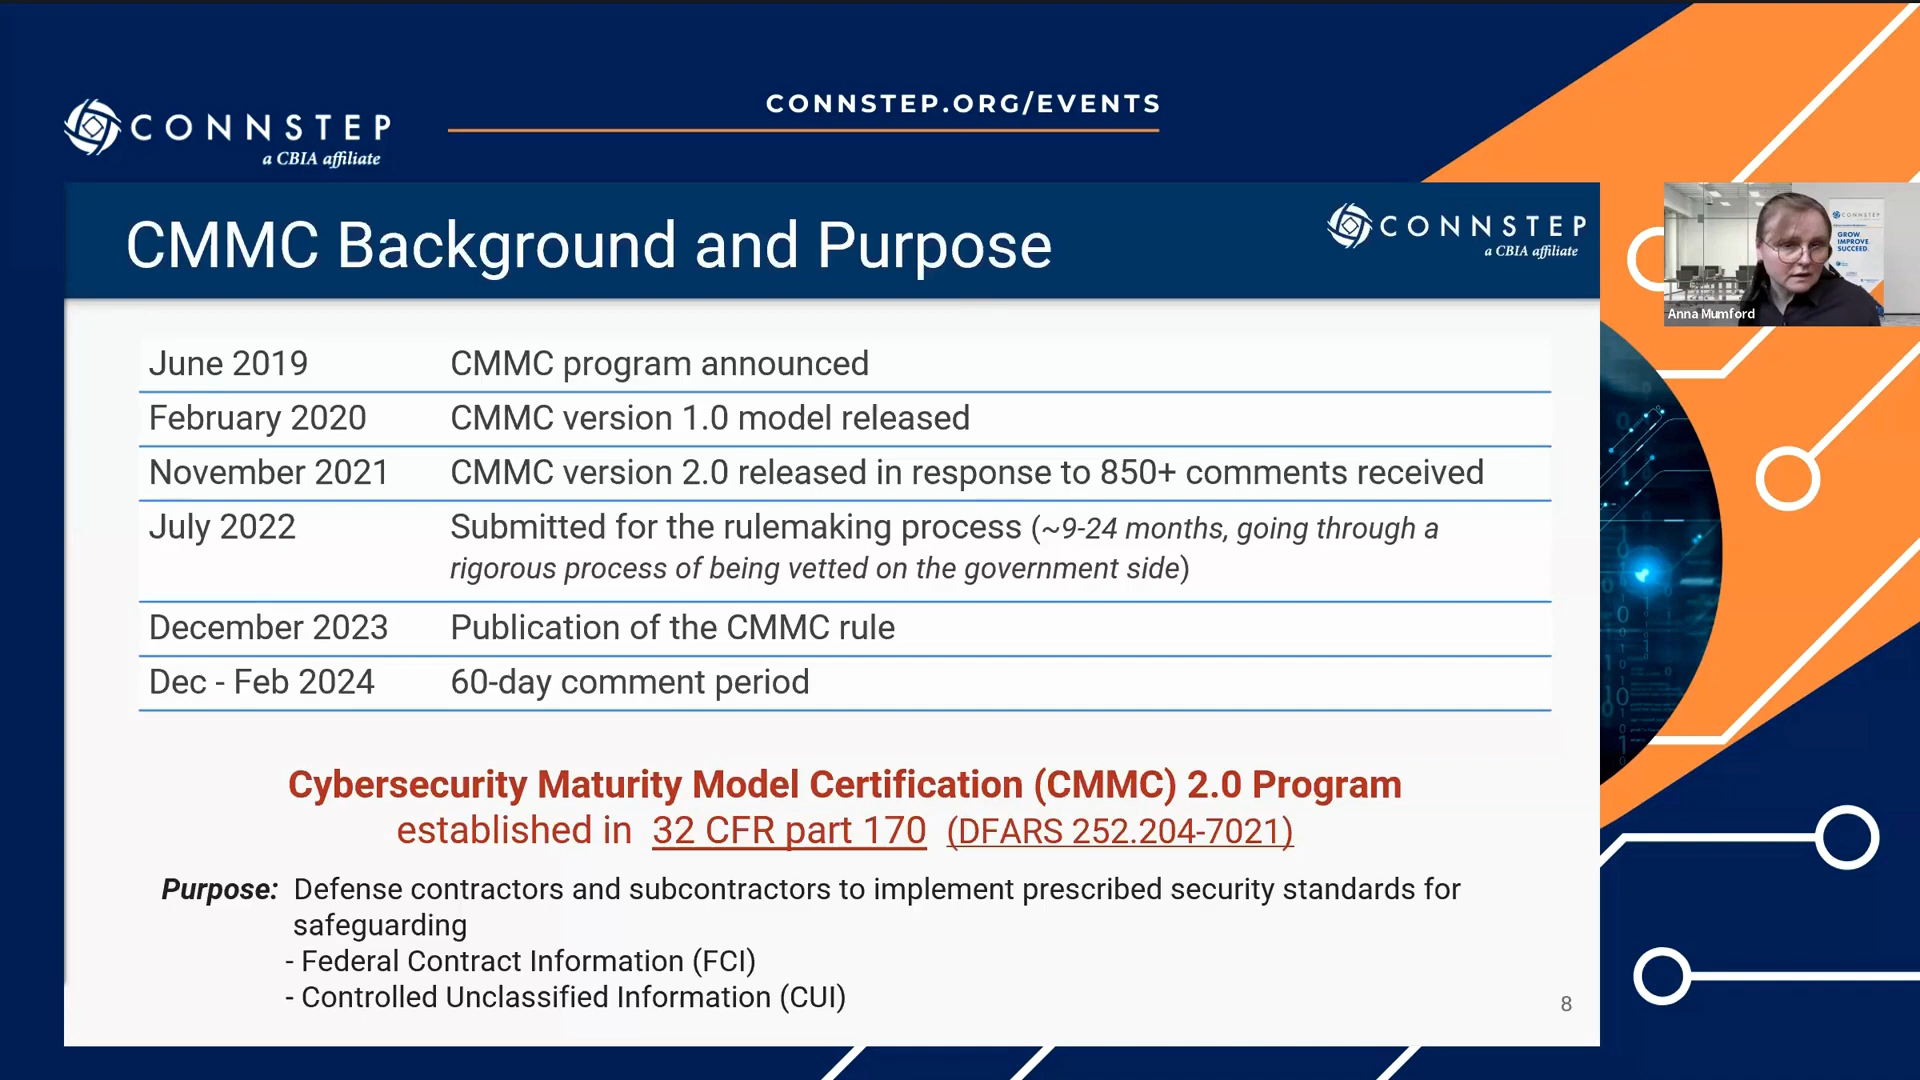 CONNSTEP.ORG/EVENTS
CONNSTEP
a CBIA affiliate
CMMC Background and Purpose
CONNSTEP
a CBIA affiliate
CONNSTEP
GROW
IMPROVE
SUCCEED.
Anna Mumford
June 2019 CMMC program announced
February 2020 CMMC version 1.0 model released
November 2021 CMMC version 2.0 released in response to 850+ comments received
July 2022 Submitted for the rulemaking process (~9-24 months, going through a
rigorous process of being vetted on the government side)
December 2023 Publication of the CMMC rule
Dec - Feb 2024 60-day comment period
Cybersecurity Maturity Model Certification (CMMC) 2.0 Program
established in 32 CFR part 170 (DFARS 252.204-7021)
Purpose: Defense contractors and subcontractors to implement prescribed security standards for
safeguarding
- Federal Contract Information (FCI)
- Controlled Unclassified Information (CUI)
8